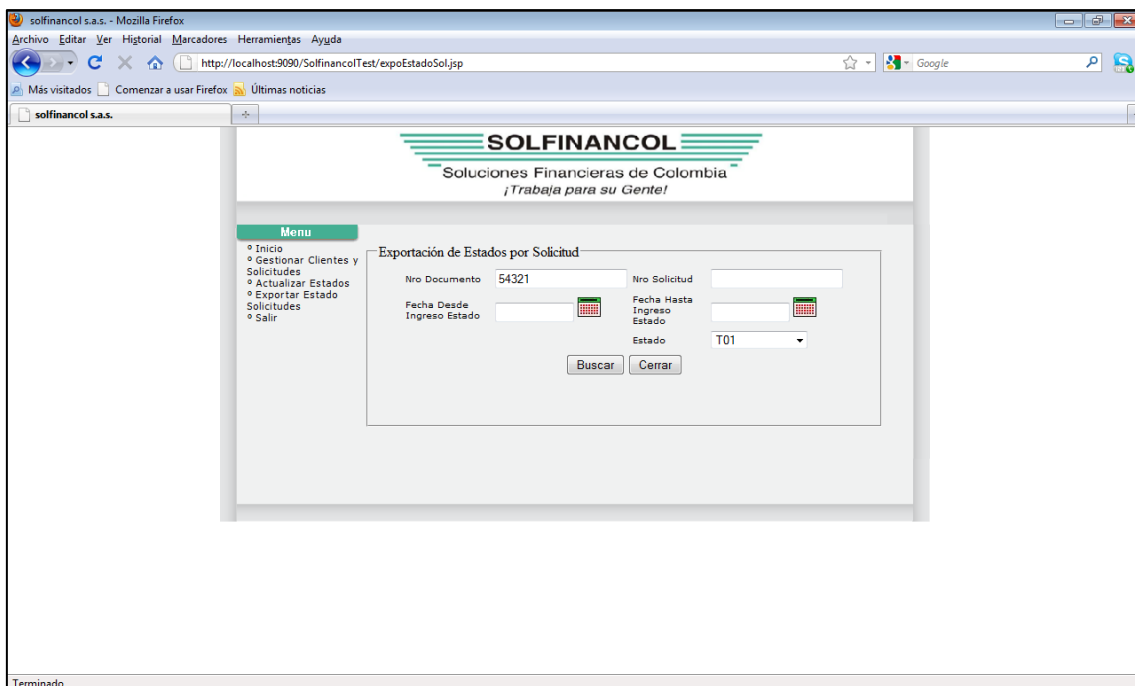 solfinancol s.a.s. - Mozilla Firefox
Archivo Editar Ver Historial Marcadores Herramientas Ayuda
http://localhost:9090/SolfinancolTest/expoEstadoSol.jsp
Google
Más visitados Comenzar a usar Firefox Últimas noticias
solfinancol s.a.s.
SOLFINANCOL
Soluciones Financieras de Colombia
¡Trabaja para su Gente!
Menu
º Inicio
º Gestionar Clientes y
Solicitudes
º Actualizar Estados
º Exportar Estado
Solicitudes
º Salir
Exportación de Estados por Solicitud
Nro Documento 54321 Nro Solicitud
Fecha Desde
Ingreso Estado
Fecha Hasta
Ingreso
Estado
Estado T01
Buscar Cerrar
Terminado